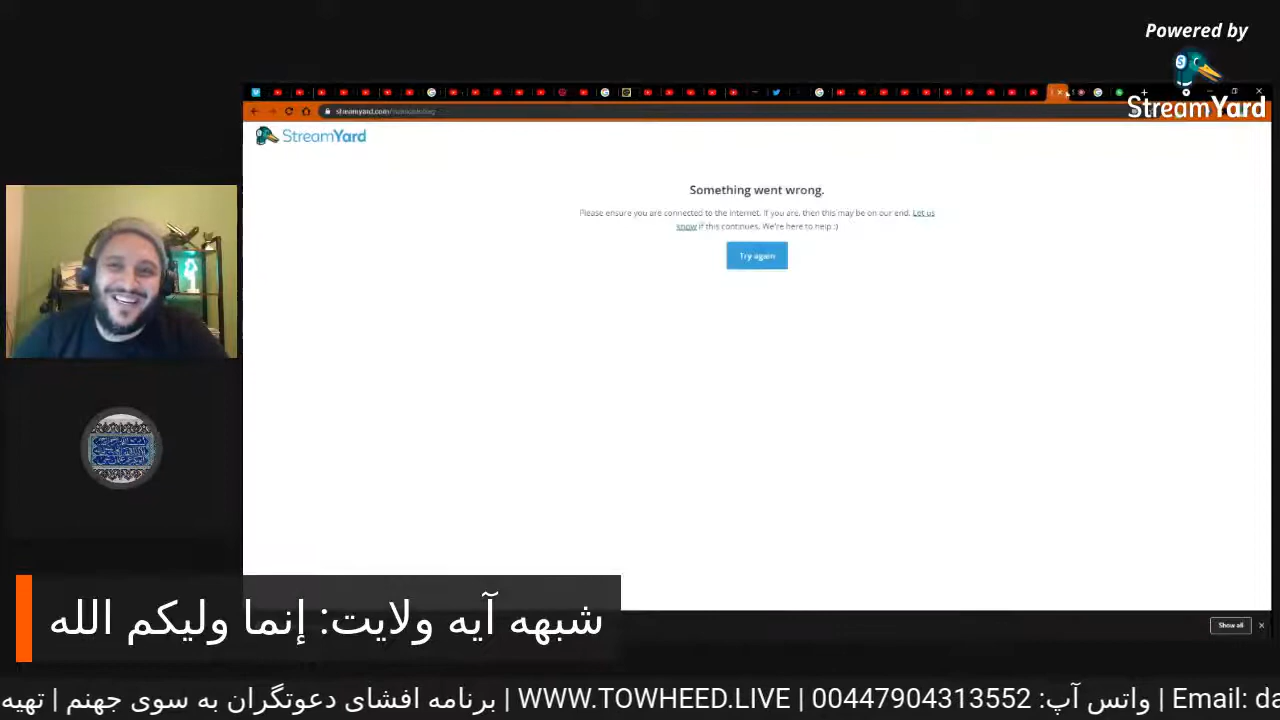 Powered by
StreamYard
streamyard.com/
StreamYard
Something went wrong.
Please ensure you are connected to the internet. If you are, then this may be on our end. Let us
know if this continues. We're here to help :)
Try again
شبهه آیه ولایت: إنما ولیکم الله
Show all
تهیه | برنامه افشای دعوتگران به سوی جهنم | WWW.TOWHEED.LIVE | 00447904313552 :واتس آپ | Email: da